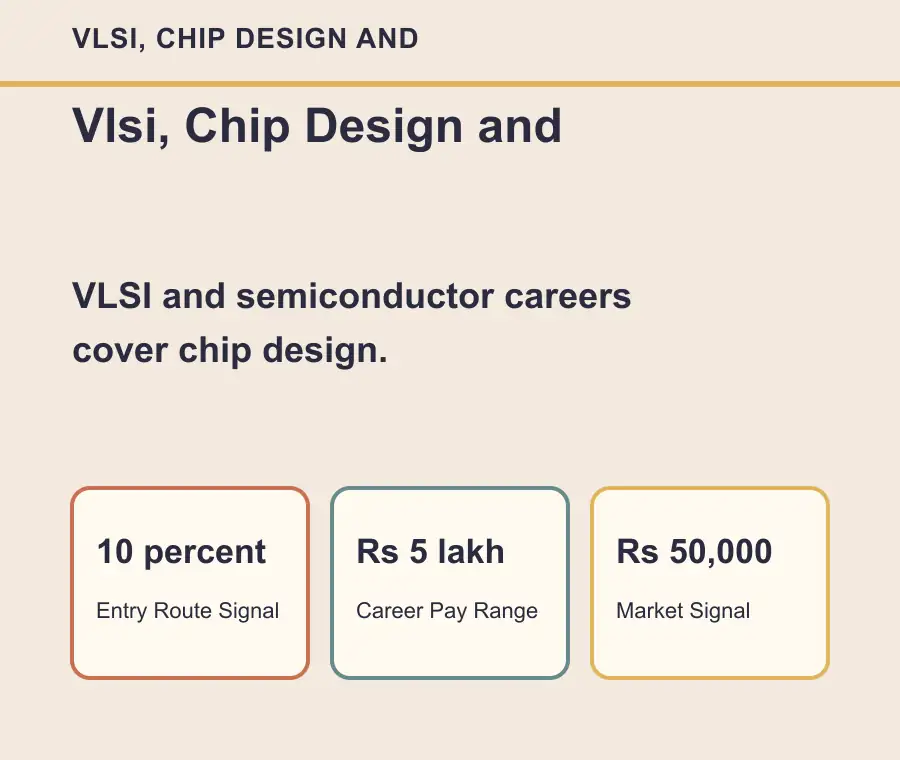 VLSI, CHIP DESIGN AND
Vlsi, Chip Design and
VLSI and semiconductor careers
cover chip design.
10 percent
Entry Route Signal
Rs 5 lakh
Career Pay Range
Rs 50,000
Market Signal